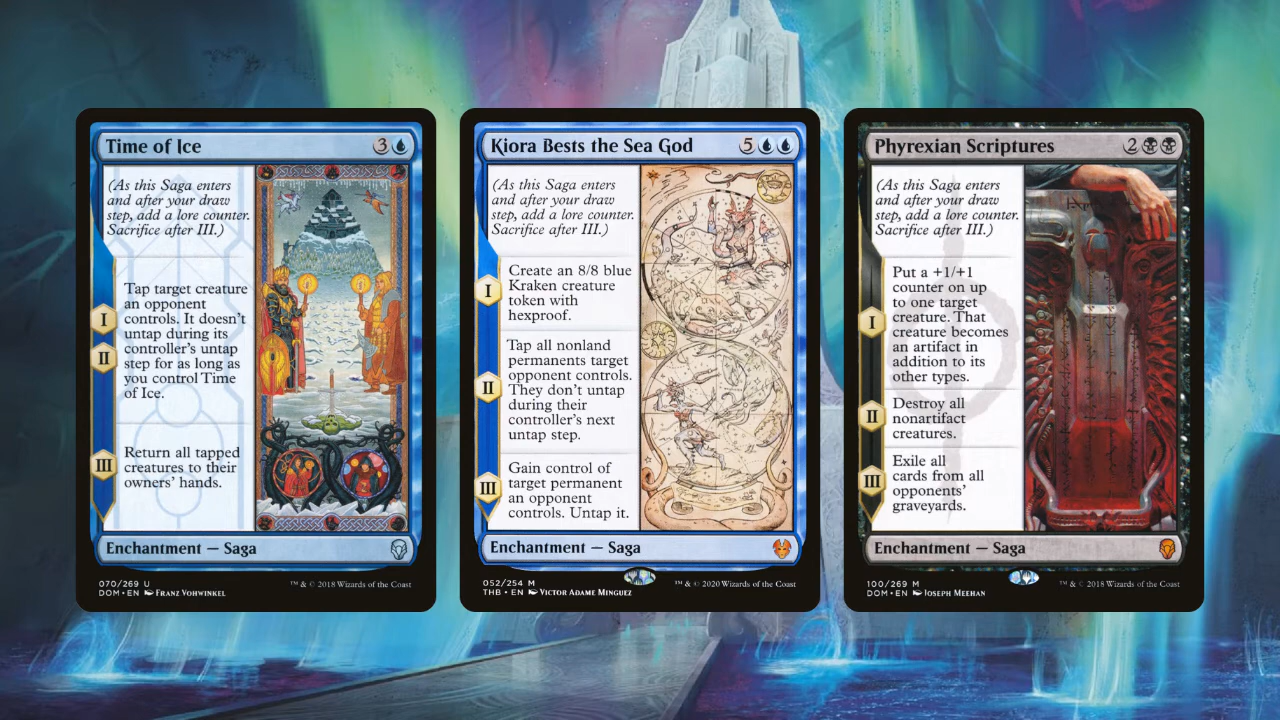 Time of Ice 3
(As this Saga enters
and after your draw
step, add a lore counter.
Sacrifice after III.)
I
II
Tap target creature
an opponent
controls. It doesn't
untap during its
controller's untap
step for as long as
you control Time
of Ice.
III
Return all tapped
creatures to their
owners' hands.
Enchantment — Saga
070/269 U
DOM • EN Franz Vohwinkel
™ & © 2018 Wizards of the Coast
Kiora Bests the Sea God 5
(As this Saga enters
and after your draw
step, add a lore counter.
Sacrifice after III.)
I
Create an 8/8 blue
Kraken creature
token with
hexproof.
II
Tap all nonland
permanents target
opponent controls.
They don't untap
during their
controller's next
untap step.
III
Gain control of
target permanent
an opponent
controls. Untap it.
Enchantment — Saga
052/254 M
THB • EN Victor Adame Minguez
™ & © 2020 Wizards of the Coast
Phyrexian Scriptures 2
(As this Saga enters
and after your draw
step, add a lore counter.
Sacrifice after III.)
I
Put a +1/+1
counter on up
to one target
creature. That
creature becomes
an artifact in
addition to its
other types.
II
Destroy all
nonartifact
creatures.
III
Exile all
cards from all
opponents'
graveyards.
Enchantment — Saga
100/269 M
DOM • EN Joseph Meehan
™ & © 2018 Wizards of the Coast